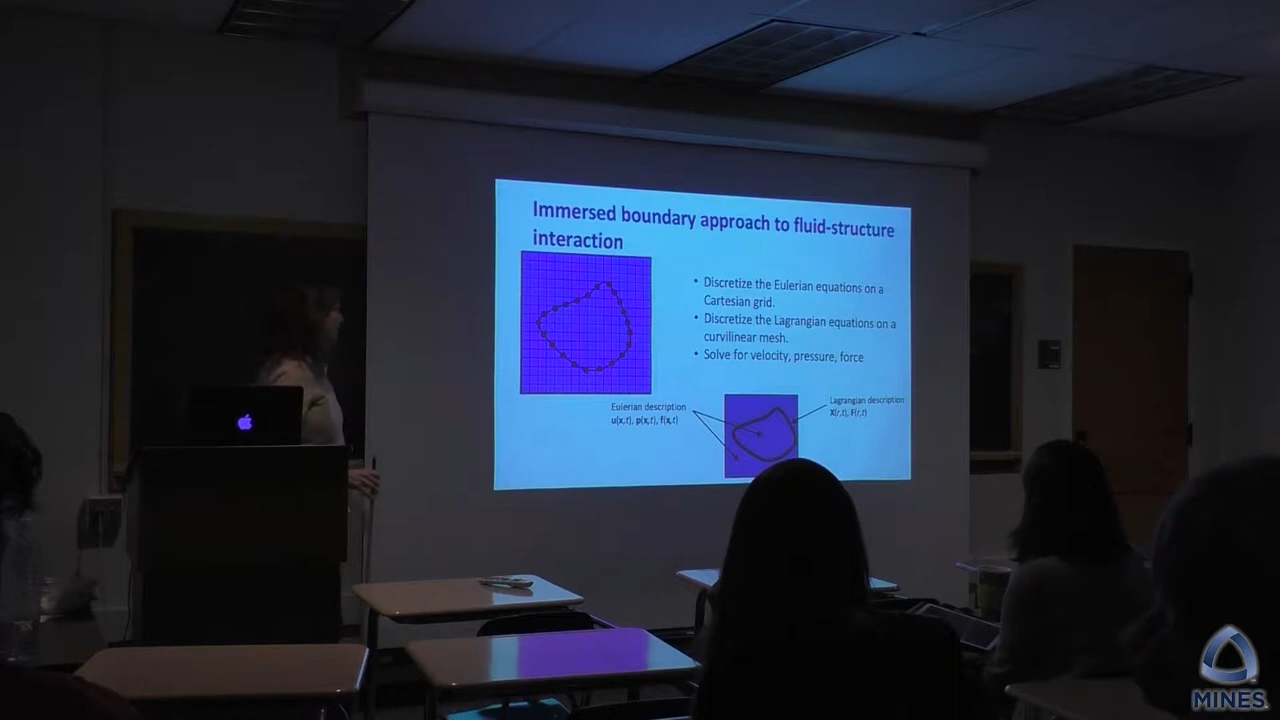 Immersed boundary approach to fluid-structure
interaction
• Discretize the Eulerian equations on a
Cartesian grid.
• Discretize the Lagrangian equations on a
curvilinear mesh.
• Solve for velocity, pressure, force
Eulerian description
u(x,t), p(x,t), f(x,t)
Lagrangian description
X(r,t), F(r,t)
MINES